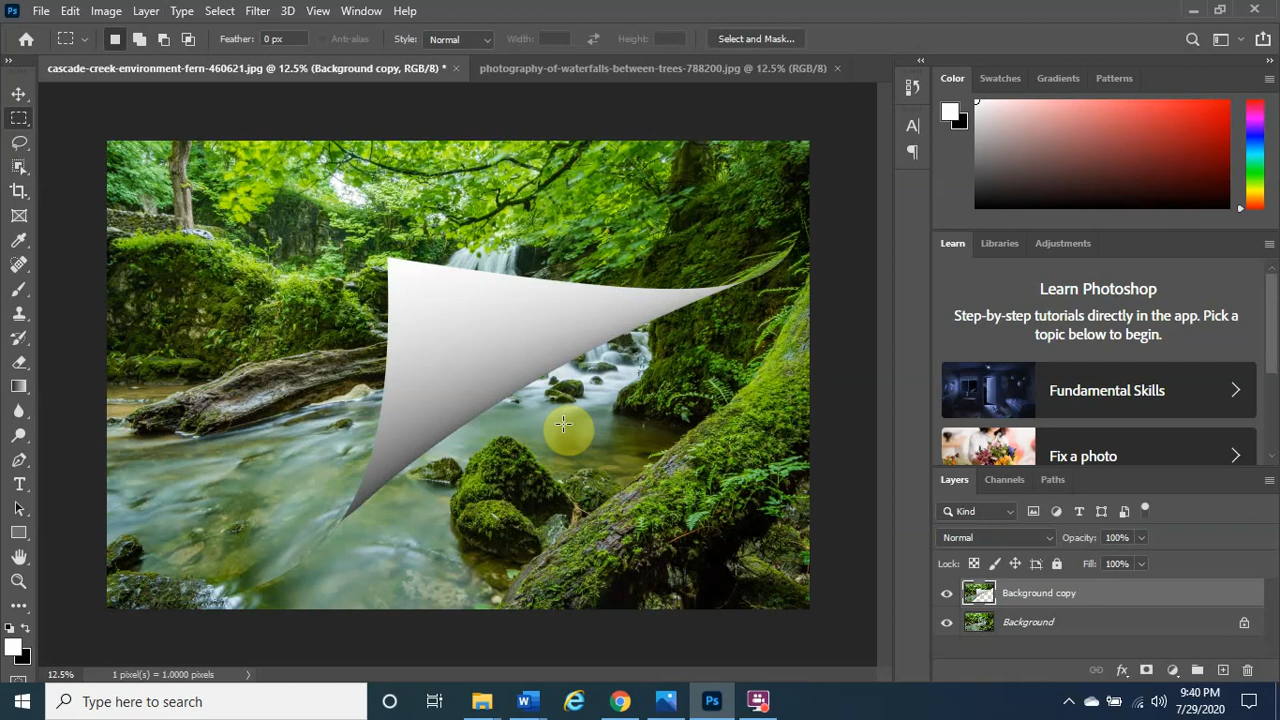 Ps File Edit Image Layer Type Select Filter 3D View Window Help
Feather: 0 px Anti-alias Style: Normal Width: Height: Select and Mask...
cascade-creek-environment-fern-460621.jpg @ 12.5% (Background copy, RGB/8) * × photography-of-waterfalls-between-trees-788200.jpg @ 12.5% (RGB/8) ×
Color Swatches Gradients Patterns
Learn Libraries Adjustments
Learn Photoshop
Step-by-step tutorials directly in the app. Pick a
topic below to begin.
Fundamental Skills
Fix a photo
Layers Channels Paths
Kind
Normal Opacity: 100%
Lock: Fill: 100%
Background copy
Background
12.5% 1 pixel(s) = 1.0000 pixels
Type here to search
9:40 PM
7/29/2020